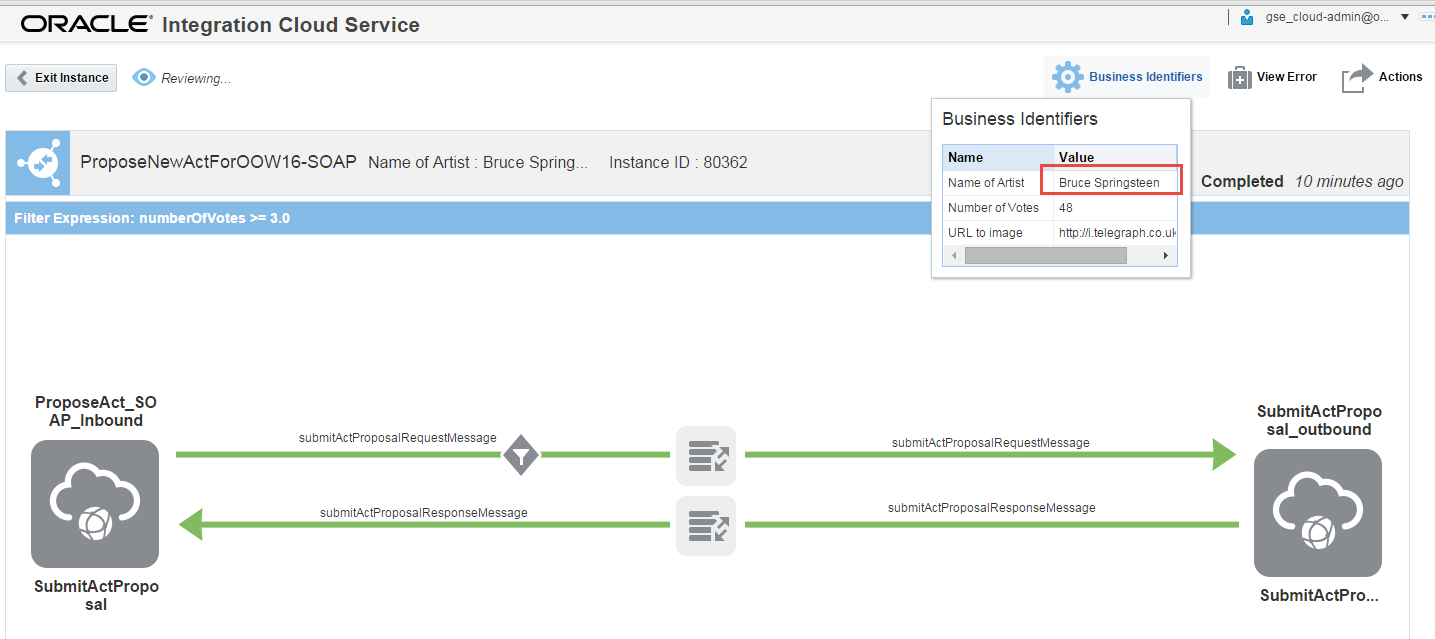 ORACLE® Integration Cloud Service
gse_cloud-admin@o...
Exit Instance
Reviewing...
Business Identifiers
View Error
Actions
Business Identifiers
Name Value
Name of Artist Bruce Springsteen
Number of Votes 48
URL to image http://i.telegraph.co.uk
ProposeNewActForOOW16-SOAP Name of Artist : Bruce Spring... Instance ID : 80362
Completed 10 minutes ago
Filter Expression: numberOfVotes >= 3.0
ProposeAct_SO
AP_Inbound
submitActProposalRequestMessage
submitActProposalRequestMessage
SubmitActPropo
sal_outbound
submitActProposalResponseMessage
submitActProposalResponseMessage
SubmitActPropo
sal
SubmitActPro...